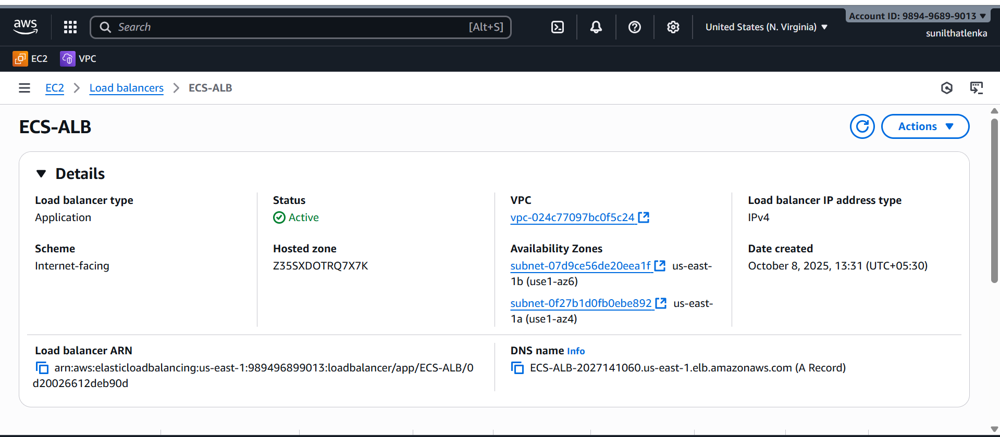 aws
Search [Alt+S]
United States (N. Virginia)
Account ID: 9894-9689-9013
sunilthatlenka
EC2 VPC
EC2 Load balancers ECS-ALB
ECS-ALB
Actions
Details
Load balancer type
Application
Status
Active
VPC
vpc-024c77097bc0f5c24
Load balancer IP address type
IPv4
Scheme
Internet-facing
Hosted zone
Z35SXDOTRQ7X7K
Availability Zones
subnet-07d9ce56de20eea1f us-east-
1b (use1-az6)
subnet-0f27b1d0fb0ebe892 us-east-
1a (use1-az4)
Date created
October 8, 2025, 13:31 (UTC+05:30)
Load balancer ARN
arn:aws:elasticloadbalancing:us-east-1:989496899013:loadbalancer/app/ECS-ALB/0
d20026612deb90d
DNS name Info
ECS-ALB-2027141060.us-east-1.elb.amazonaws.com (A Record)